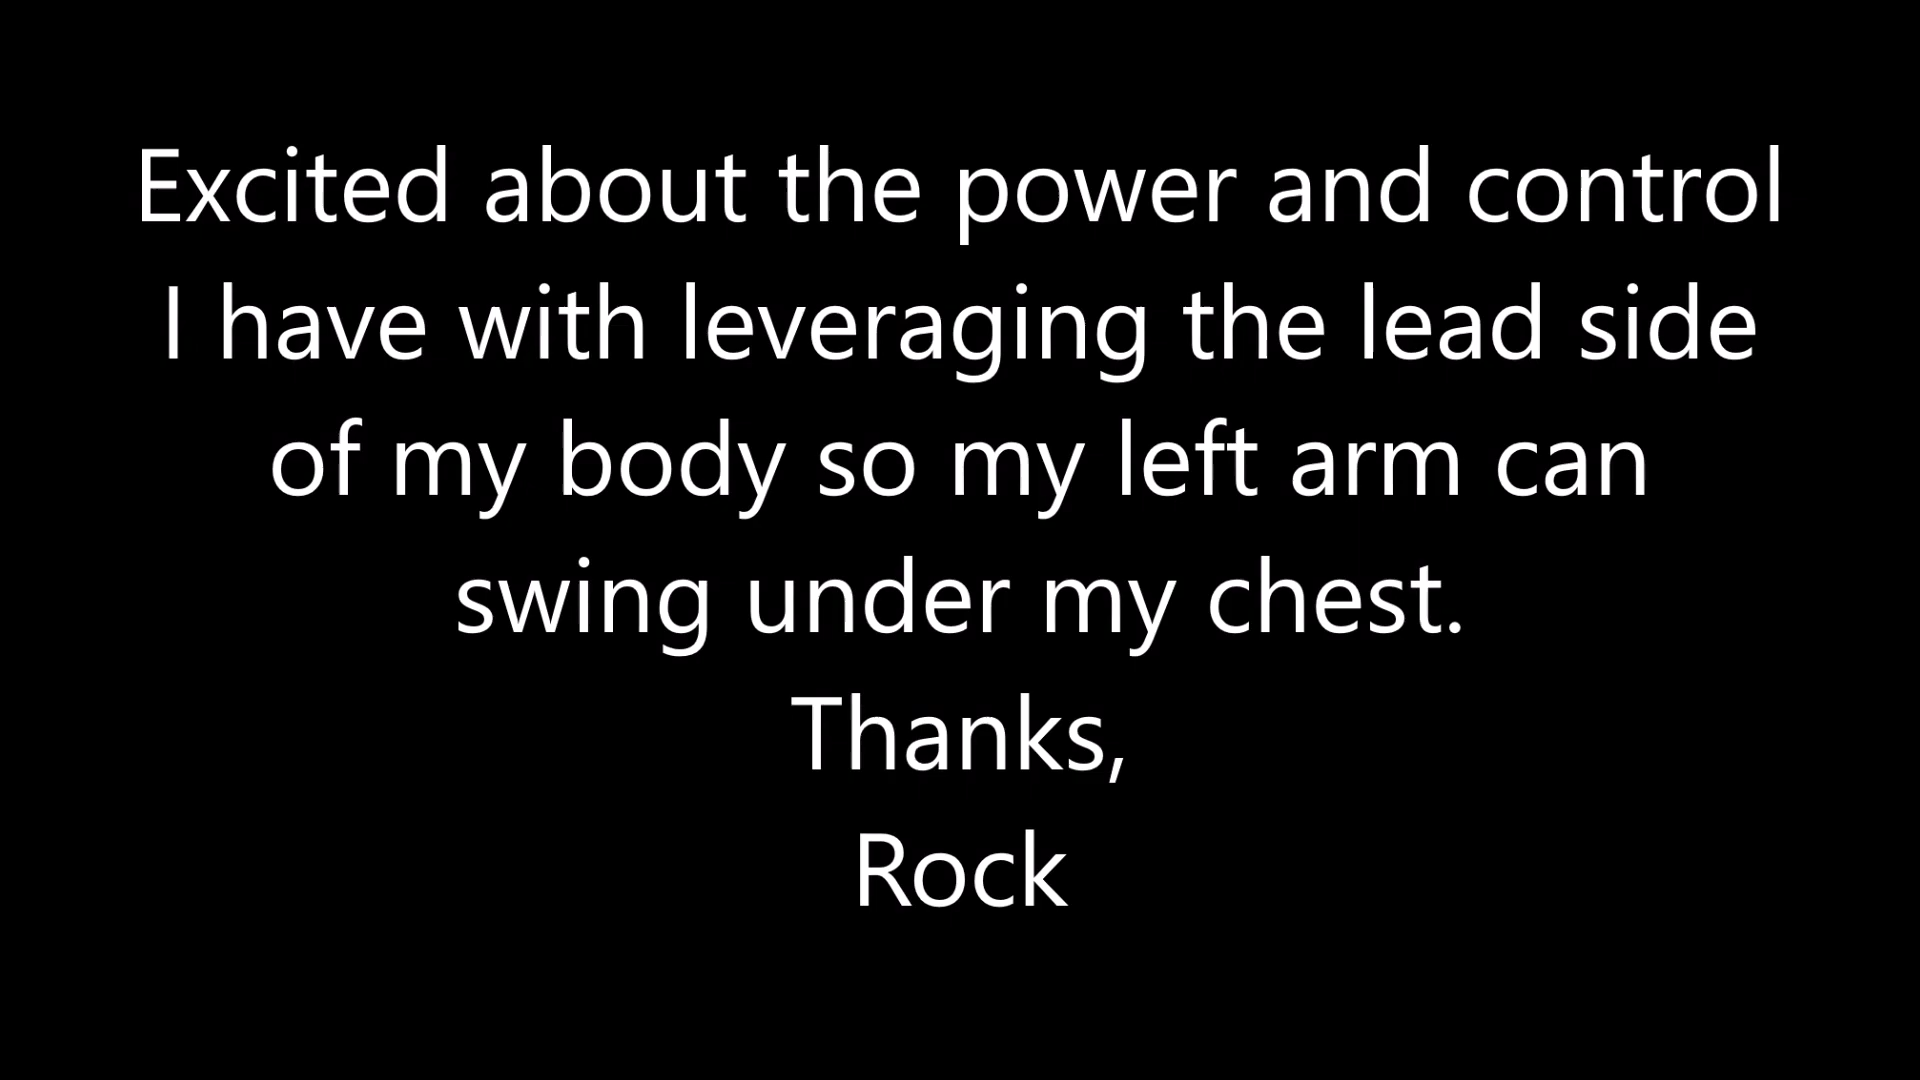 Excited about the power and control
I have with leveraging the lead side
of my body so my left arm can
swing under my chest.
Thanks,
Rock